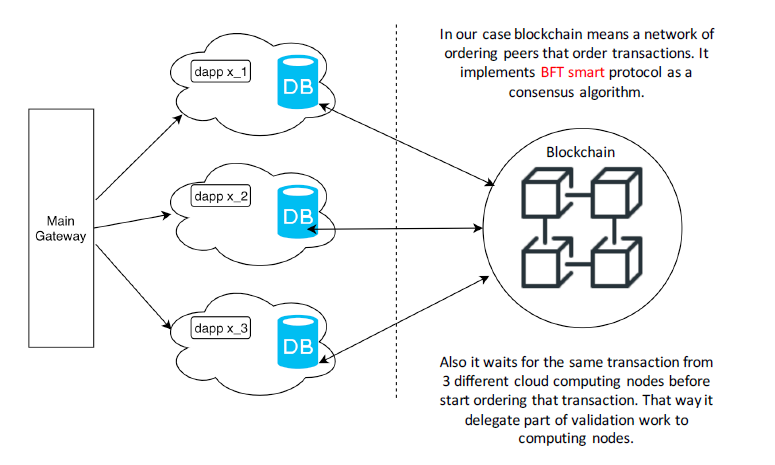 In our case blockchain means a network of
ordering peers that order transactions. It
implements BFT smart protocol as a
consensus algorithm.
dapp x_1
DB
Blockchain
dapp x_2
DB
Main
Gateway
dapp x_3
DB
Also it waits for the same transaction from
3 different cloud computing nodes before
start ordering that transaction. That way it
delegate part of validation work to
computing nodes.